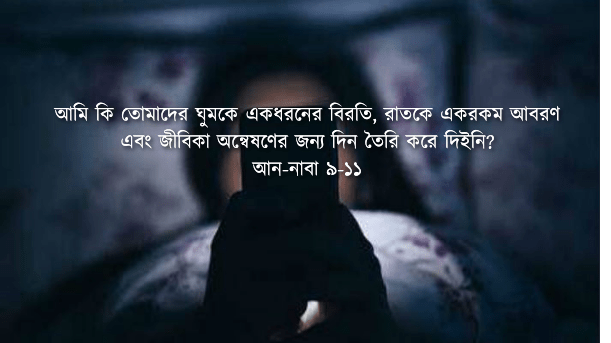 আমি কি তোমাদের ঘুমকে একধরনের বিরতি, রাতকে একরকম আবরণ
এবং জীবিকা অন্বেষণের জন্য দিন তৈরি করে দিইনি?
আন-নাবা ৯-১১